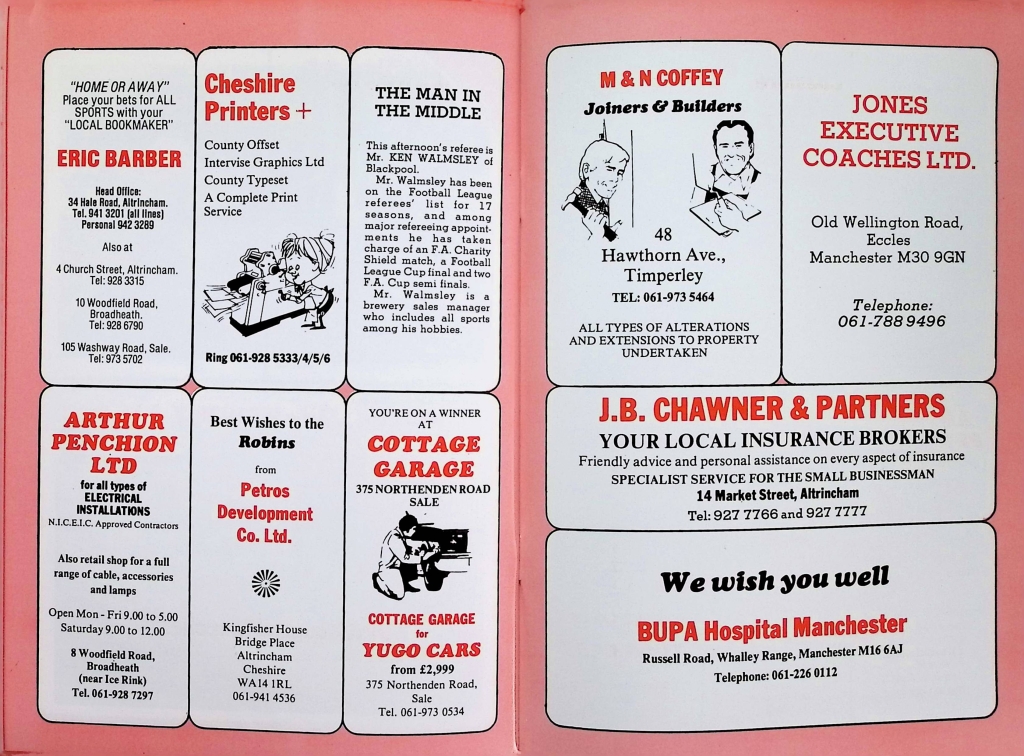 "HOME OR AWAY"
Place your bets for ALL
SPORTS with your
"LOCAL BOOKMAKER"
ERIC BARBER
Head Office:
34 Hale Road, Altrincham.
Tel. 941 3201 (all lines)
Personal 942 3289
Also at
4 Church Street, Altrincham.
Tel: 928 3315
10 Woodfield Road,
Broadheath.
Tel: 928 6790
105 Washway Road, Sale.
Tel: 973 5702
Cheshire
Printers +
County Offset
Intervise Graphics Ltd
County Typeset
A Complete Print
Service
Ring 061-928 5333/4/5/6
THE MAN IN
THE MIDDLE
This afternoon's referee is
Mr. KEN WALMSLEY of
Blackpool.
Mr. Walmsley has been
on the Football League
referees' list for 17
seasons, and among
major refereeing appoint-
ments he has taken
charge of an F.A. Charity
Shield match, a Football
League Cup final and two
F.A. Cup semi finals.
Mr. Walmsley is a
brewery sales manager
who includes all sports
among his hobbies.
ARTHUR
PENCHION
LTD
for all types of
ELECTRICAL
INSTALLATIONS
N.I.C.E.I.C. Approved Contractors
Also retail shop for a full
range of cable, accessories
and lamps
Open Mon - Fri 9.00 to 5.00
Saturday 9.00 to 12.00
8 Woodfield Road,
Broadheath
(near Ice Rink)
Tel. 061-928 7297
Best Wishes to the
Robins
from
Petros
Development
Co. Ltd.
Kingfisher House
Bridge Place
Altrincham
Cheshire
WA14 1RL
061-941 4536
YOU'RE ON A WINNER
AT
COTTAGE
GARAGE
375 NORTHENDEN ROAD
SALE
COTTAGE GARAGE
for
YUGO CARS
from £2,999
375 Northenden Road,
Sale
Tel. 061-973 0534
M & N COFFEY
Joiners & Builders
48
Hawthorn Ave.,
Timperley
TEL: 061-973 5464
ALL TYPES OF ALTERATIONS
AND EXTENSIONS TO PROPERTY
UNDERTAKEN
JONES
EXECUTIVE
COACHES LTD.
Old Wellington Road,
Eccles
Manchester M30 9GN
Telephone:
061-788 9496
J.B. CHAWNER & PARTNERS
YOUR LOCAL INSURANCE BROKERS
Friendly advice and personal assistance on every aspect of insurance
SPECIALIST SERVICE FOR THE SMALL BUSINESSMAN
14 Market Street, Altrincham
Tel: 927 7766 and 927 7777
We wish you well
BUPA Hospital Manchester
Russell Road, Whalley Range, Manchester M16 6AJ
Telephone: 061-226 0112